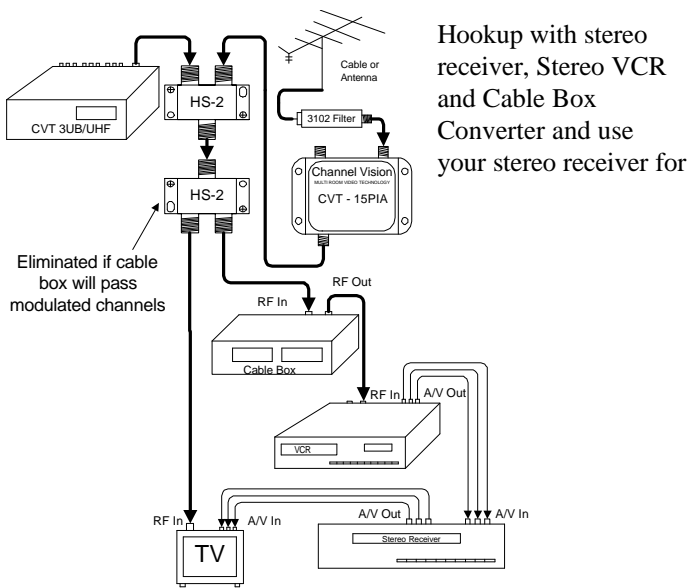 Hookup with stereo
receiver, Stereo VCR
and Cable Box
Converter and use
your stereo receiver for
CVT 3UB/UHF
HS-2
Cable or
Antenna
3102 Filter
Channel Vision
MULTI ROOM VIDEO TECHNOLOGY
CVT - 15PIA
HS-2
Eliminated if cable
box will pass
modulated channels
RF In
RF Out
Cable Box
RF In
A/V Out
VCR
RF In
A/V In
A/V Out
A/V In
TV
Stereo Receiver